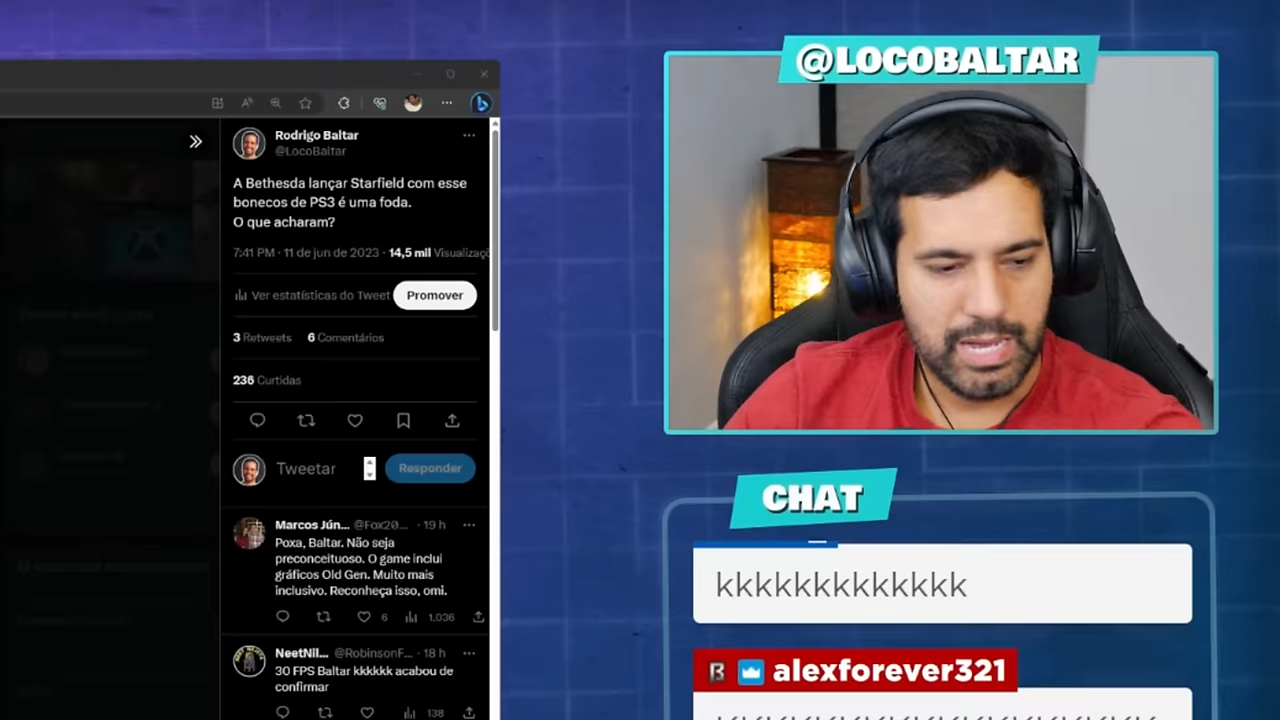 @LOCOBALTAR
Rodrigo Baltar
@LocoBaltar
A Bethesda lançar Starfield com esse
bonecos de PS3 é uma foda.
O que acharam?
7:41 PM · 11 de jun de 2023 · 14,5 mil Visualizaç
Ver estatísticas do Tweet Promover
3 Retweets 6 Comentários
236 Curtidas
Tweetar Responder
Marcos Jún... @Fox20... · 19 h
Poxa, Baltar. Não seja
preconceituoso. O game inclui
gráficos Old Gen. Muito mais
inclusivo. Reconheça isso, omi.
6 1.036
NeetNil... @RobinsonF... · 18 h
30 FPS Baltar kkkkkk acabou de
confirmar
138
CHAT
kkkkkkkkkkkkk
alexforever321